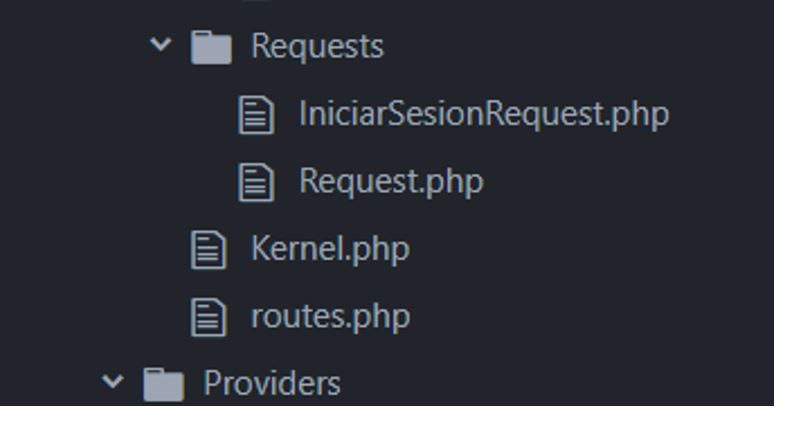 Requests
IniciarSesionRequest.php
Request.php
Kernel.php
routes.php
Providers